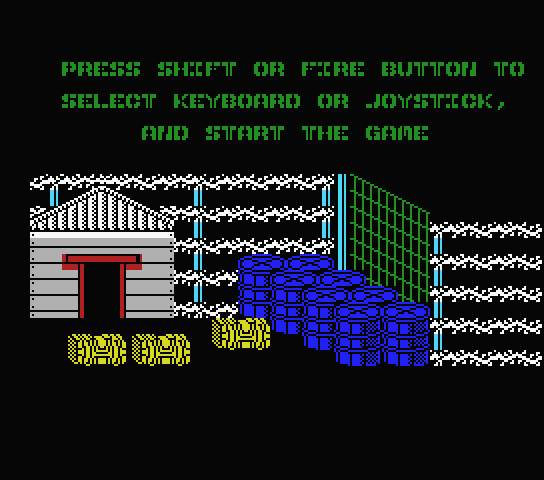 PRESS SHIFT OR FIRE BUTTON TO
SELECT KEYBOARD OR JOYSTICK,
AND START THE GAME